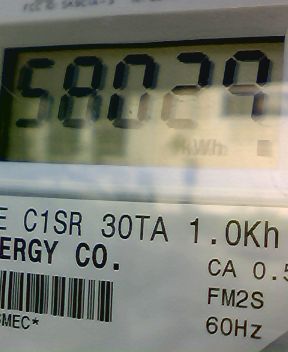 58029
kWh
E C1SR 30TA 1.0Kh
ERGY CO.
CA 0.5
FM2S
60Hz
SMEC*